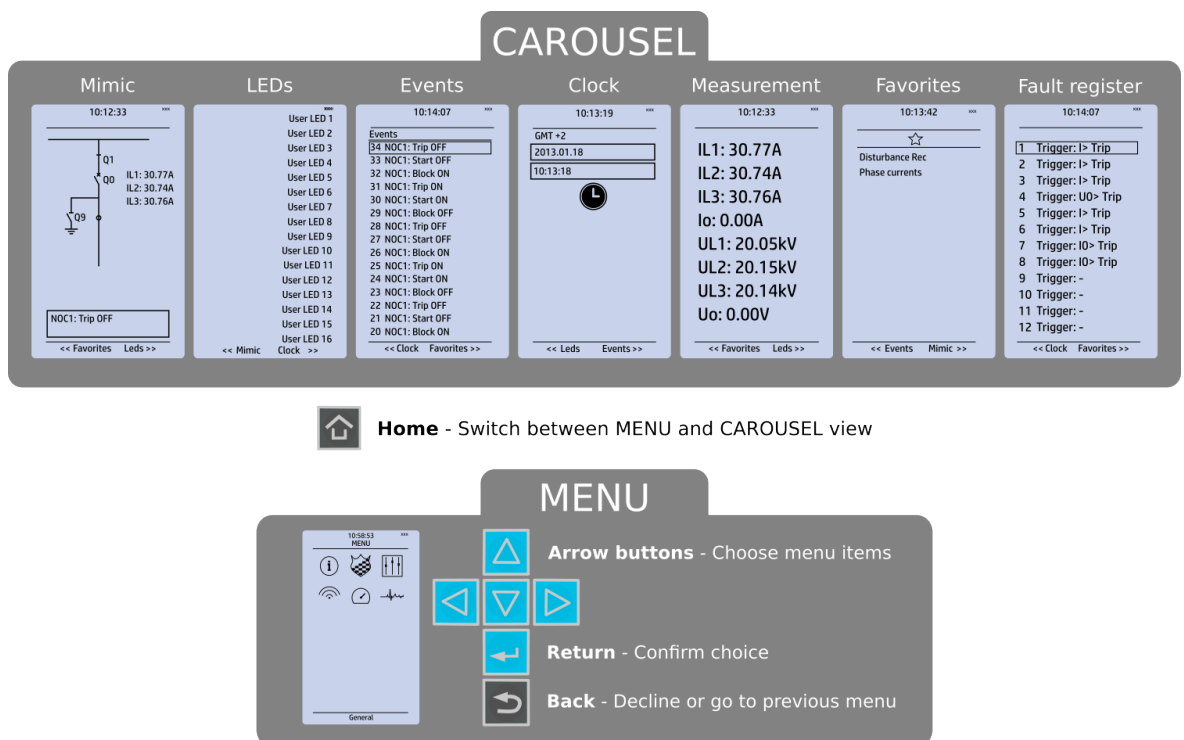 CAROUSEL
Mimic
10:12:33 xxx
Q1
Q0
IL1: 30.77A
IL2: 30.74A
IL3: 30.76A
Q9
NOC1: Trip OFF
<< Favorites Leds >>
LEDs
User LED 1
User LED 2
User LED 3
User LED 4
User LED 5
User LED 6
User LED 7
User LED 8
User LED 9
User LED 10
User LED 11
User LED 12
User LED 13
User LED 14
User LED 15
User LED 16
<< Mimic Clock >>
Events
10:14:07 xxx
Events
34 NOC1: Trip OFF
33 NOC1: Start OFF
32 NOC1: Block ON
31 NOC1: Trip ON
30 NOC1: Start ON
29 NOC1: Block OFF
28 NOC1: Trip OFF
27 NOC1: Start OFF
26 NOC1: Block ON
25 NOC1: Trip ON
24 NOC1: Start ON
23 NOC1: Block OFF
22 NOC1: Trip OFF
21 NOC1: Start OFF
20 NOC1: Block ON
<< Clock Favorites >>
Clock
10:13:19 xxx
GMT +2
2013.01.18
10:13:18
<< Leds Events >>
Measurement
10:12:33 xxx
IL1: 30.77A
IL2: 30.74A
IL3: 30.76A
Io: 0.00A
UL1: 20.05kV
UL2: 20.15kV
UL3: 20.14kV
Uo: 0.00V
<< Favorites Leds >>
Favorites
10:13:42 xxx
Disturbance Rec
Phase currents
<< Events Mimic >>
Fault register
10:14:07 xxx
1 Trigger: I> Trip
2 Trigger: I> Trip
3 Trigger: I> Trip
4 Trigger: U0> Trip
5 Trigger: I> Trip
6 Trigger: I> Trip
7 Trigger: I0> Trip
8 Trigger: I0> Trip
9 Trigger: -
10 Trigger: -
11 Trigger: -
12 Trigger: -
<< Clock Favorites >>
Home - Switch between MENU and CAROUSEL view
MENU
10:58:53 xxx
MENU
i
General
Arrow buttons - Choose menu items
Return - Confirm choice
Back - Decline or go to previous menu